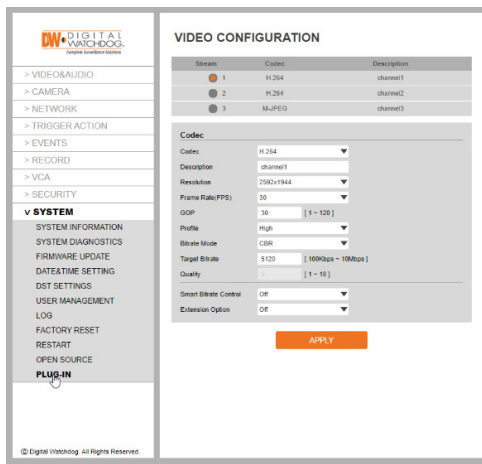 DW DIGITAL
WATCHDOG®
Complete Surveillance Solutions
> VIDEO&AUDIO
> CAMERA
> NETWORK
> TRIGGER ACTION
> EVENTS
> RECORD
> VCA
> SECURITY
v SYSTEM
SYSTEM INFORMATION
SYSTEM DIAGNOSTICS
FIRMWARE UPDATE
DATE&TIME SETTING
DST SETTINGS
USER MANAGEMENT
LOG
FACTORY RESET
RESTART
OPEN SOURCE
PLUG-IN
© Digital Watchdog. All Rights Reserved.
VIDEO CONFIGURATION
Stream Codec Description
1 H.264 channel1
2 H.264 channel2
3 M-JPEG channel3
Codec
Codec H.264
Description channel1
Resolution 2592x1944
Frame Rate(FPS) 30
GOP 30 [ 1 ~ 120 ]
Profile High
Bitrate Mode CBR
Target Bitrate 5120 [ 100Kbps ~ 10Mbps ]
Quality [ 1 ~ 10 ]
Smart Bitrate Control Off
Extension Option Off
APPLY